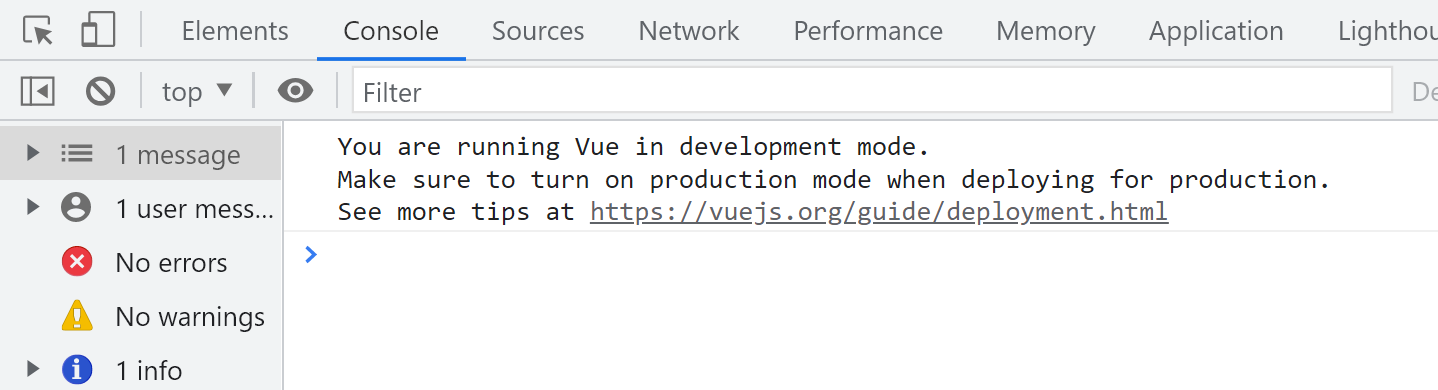 Elements Console Sources Network Performance Memory Application Lighthou
top Filter De
1 message
1 user mess...
No errors
No warnings
1 info
You are running Vue in development mode.
Make sure to turn on production mode when deploying for production.
See more tips at https://vuejs.org/guide/deployment.html